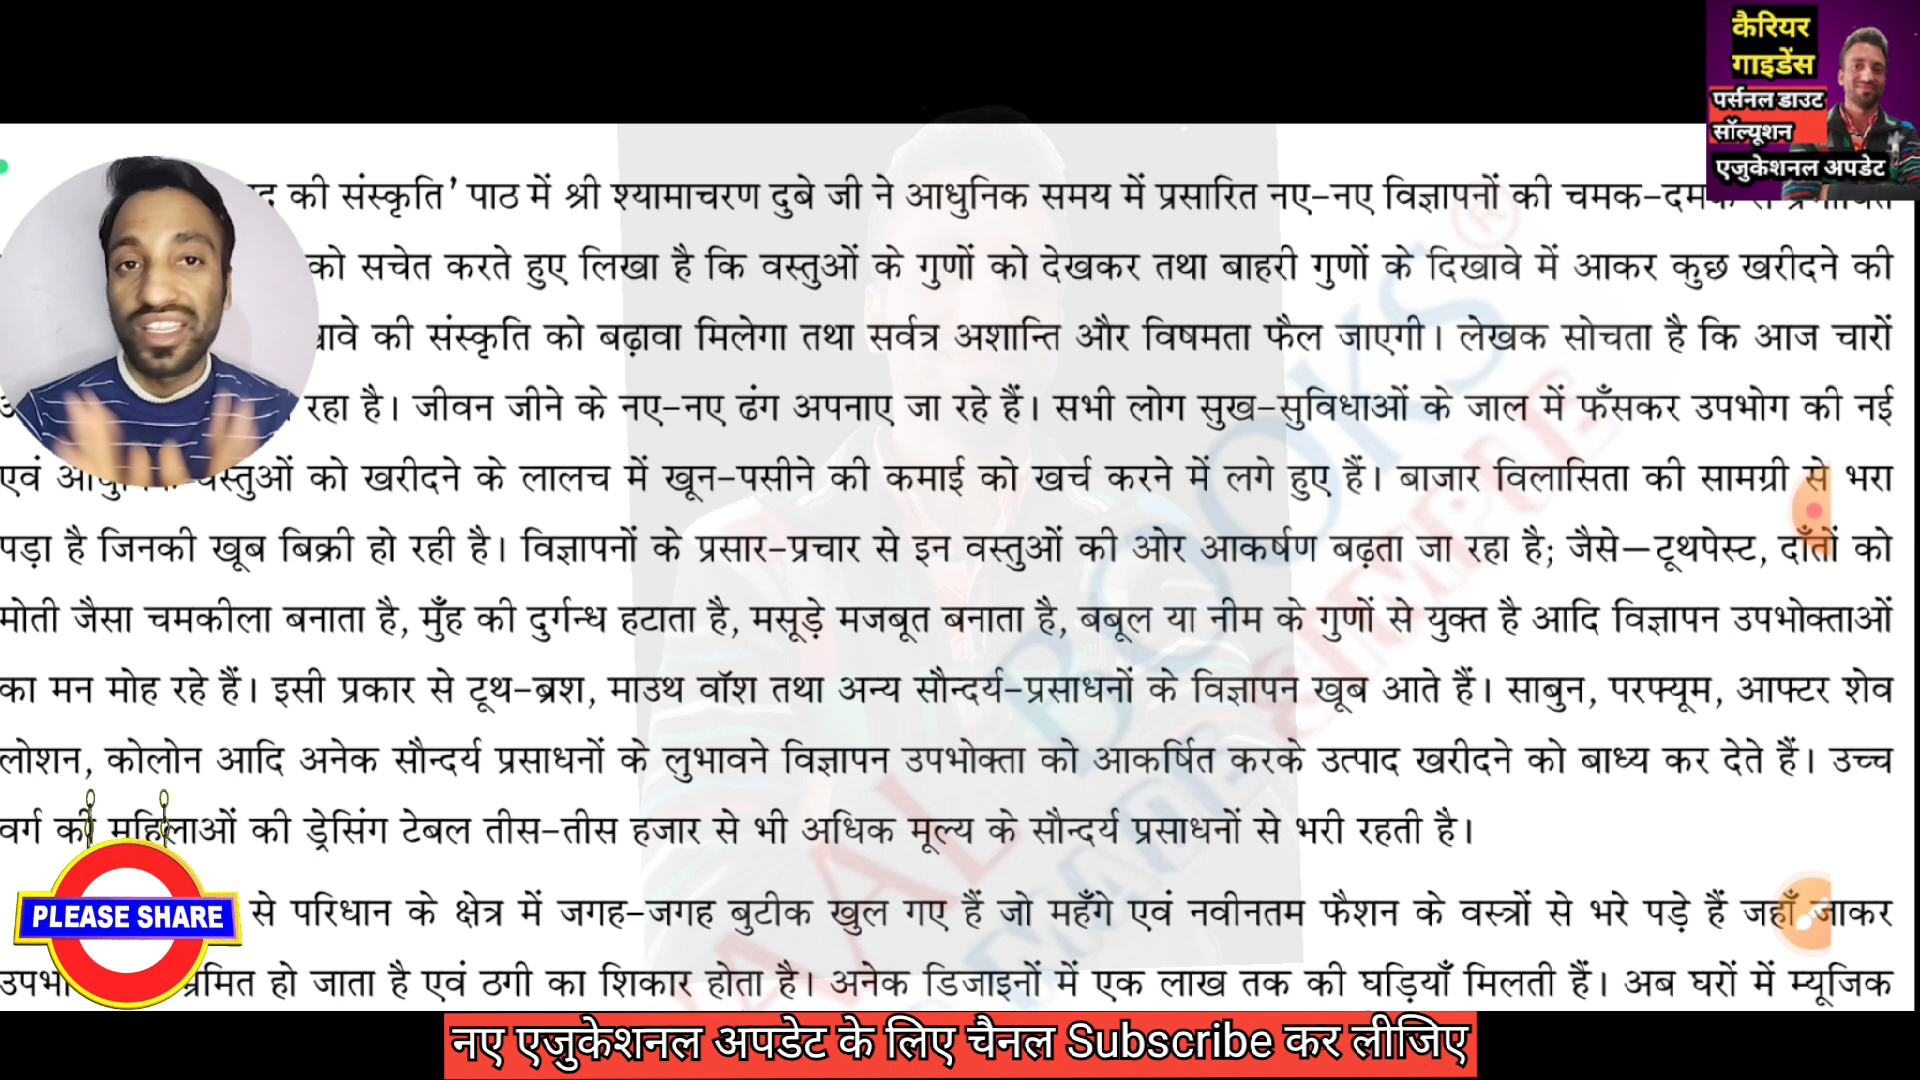 कैरियर
गाइडेंस
पर्सनल डाउट
सॉल्यूशन
एजुकेशनल अपडेट
की संस्कृति’ पाठ में श्री श्यामाचरण दुबे जी ने आधुनिक समय में प्रसारित नए-नए विज्ञापनों की
को सचेत करते हुए लिखा है कि वस्तुओं के गुणों को देखकर तथा बाहरी गुणों के दिखावे में आकर कुछ खरीदने की
की संस्कृति को बढ़ावा मिलेगा तथा सर्वत्र अशान्ति और विषमता फैल जाएगी। लेखक सोचता है कि आज चारों
रहा है। जीवन जीने के नए-नए ढंग अपनाए जा रहे हैं। सभी लोग सुख-सुविधाओं के जाल में फँसकर उपभोग की नई
एवं वस्तुओं को खरीदने के लालच में खून-पसीने की कमाई को खर्च करने में लगे हुए हैं। बाजार विलासिता की सामग्री से भरा
पड़ा है जिनकी खूब बिक्री हो रही है। विज्ञापनों के प्रसार-प्रचार से इन वस्तुओं की ओर आकर्षण बढ़ता जा रहा है; जैसे—टूथपेस्ट, दाँतों को
मोती जैसा चमकीला बनाता है, मुँह की दुर्गन्ध हटाता है, मसूड़े मजबूत बनाता है, बबूल या नीम के गुणों से युक्त है आदि विज्ञापन उपभोक्ताओं
का मन मोह रहे हैं। इसी प्रकार से टूथ-ब्रश, माउथ वॉश तथा अन्य सौन्दर्य-प्रसाधनों के विज्ञापन खूब आते हैं। साबुन, परफ्यूम, आफ्टर शेव
लोशन, कोलोन आदि अनेक सौन्दर्य प्रसाधनों के लुभावने विज्ञापन उपभोक्ता को आकर्षित करके उत्पाद खरीदने को बाध्य कर देते हैं। उच्च
वर्ग की महिलाओं की ड्रेसिंग टेबल तीस-तीस हजार से भी अधिक मूल्य के सौन्दर्य प्रसाधनों से भरी रहती है।
PLEASE SHARE
से परिधान के क्षेत्र में जगह-जगह बुटीक खुल गए हैं जो महँगे एवं नवीनतम फैशन के वस्त्रों से भरे पड़े हैं जहाँ जाकर
हो जाता है एवं ठगी का शिकार होता है। अनेक डिजाइनों में एक लाख तक की घड़ियाँ मिलती हैं। अब घरों में म्यूजिक
नए एजुकेशनल अपडेट के लिए चैनल Subscribe कर लीजिए